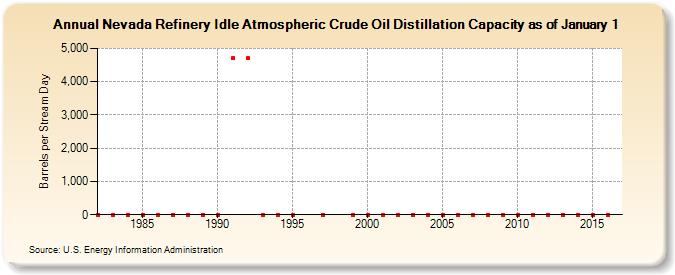 Annual Nevada Refinery Idle Atmospheric Crude Oil Distillation Capacity as of January 1
Barrels per Stream Day
5,000
4,000
3,000
2,000
1,000
0
1985 1990 1995 2000 2005 2010 2015
Source: U.S. Energy Information Administration